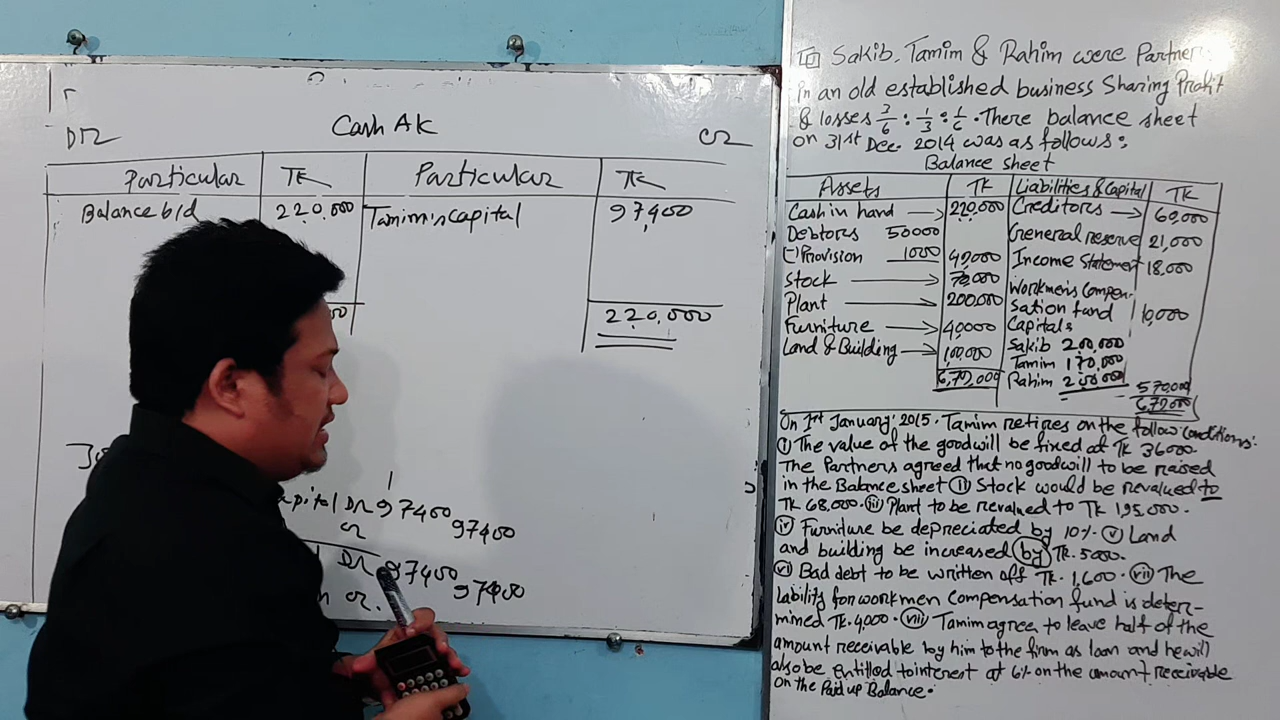 Cash A/c
Dr
Cr
Particular TK Particular TK
Balance b/d 220,000 Tamim's capital 97,400
220,000
capital Dr 97400
cr 97400
Dr 97400
cr. 97400
Sakib, Tamim & Rahim were Partner
in an old established business Sharing Profit
& losses 3/6 : 1/3 : 1/6 . There balance sheet
on 31st Dec. 2014 was as follows:
Balance sheet
Assets TK Liabilities & Capital TK
Cash in hand → 220,000 Creditors → 60,000
Debtors 50000 General reserve 21,000
(-) Provision 1000 49,000 Income Statement 18,000
Stock → 70,000 Workmen's Compen-
Plant → 200,000 sation fund 10,000
Furniture → 40000 Capitals
Land & Building → 100,000 Sakib 200,000
Tamim 170,000
6,79,000 Rahim 200,000 570,000
6,79,000
On 1st January, 2015. Tamim retires on the follow conditions:
(i) The value of the goodwill be fixed at TK 36000.
The Partners agreed that no goodwill to be raised
in the Balance sheet (ii) Stock would be revalued to
TK 68,000. (iii) Plant to be revalued to TK 195,000.
(iv) Furniture be depreciated by 10%. (v) Land
and building be increased by TK. 5000.
(vi) Bad debt to be written off TK. 1,600. (vii) The
liability for workmen compensation fund is deter-
mined TK. 4,000. (viii) Tamim agree to leave half of the
amount receivable by him to the firm as loan and he will
also be entilled to interest at 6% on the amount receivable
on the Paid up Balance.